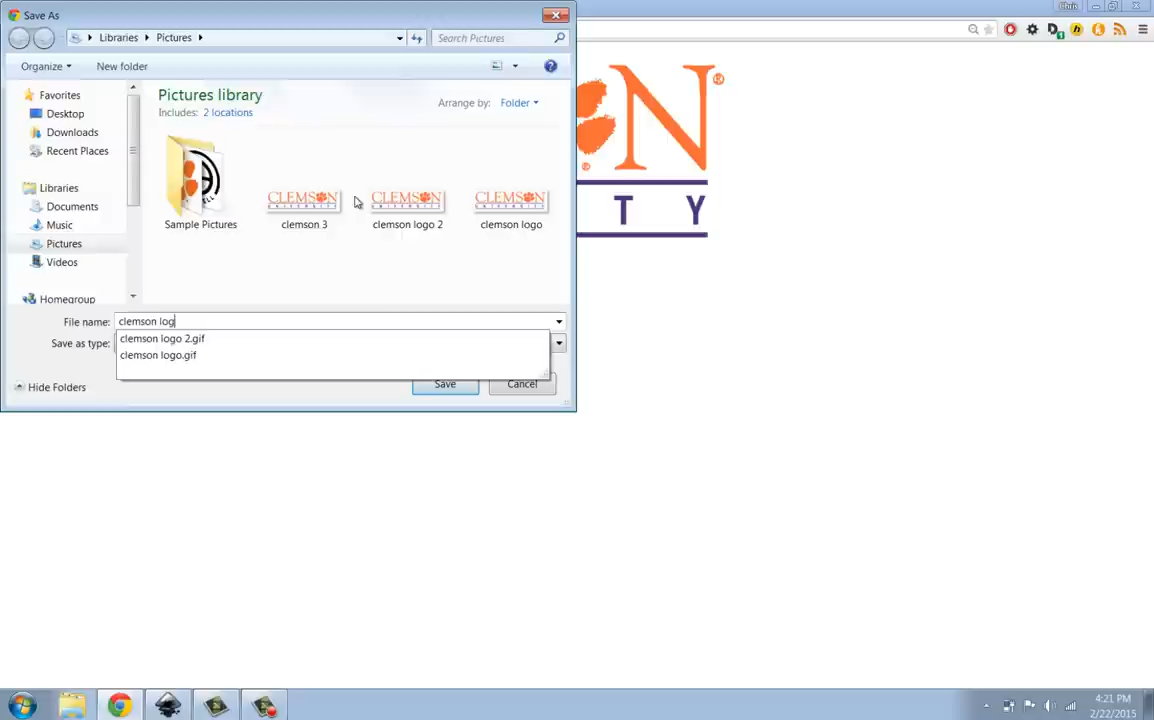 Save As
Chris
Libraries
Pictures
Search Pictures
Organize
New folder
Favorites
Desktop
Downloads
Recent Places
Libraries
Documents
Music
Pictures
Videos
Homegroup
Pictures library
Includes: 2 locations
Arrange by: Folder
Sample Pictures
clemson 3
clemson logo 2
clemson logo
File name: clemson log
clemson logo 2.gif
clemson logo.gif
Save as type:
Hide Folders
Save
Cancel
N
T Y
4:21 PM
2/22/2015